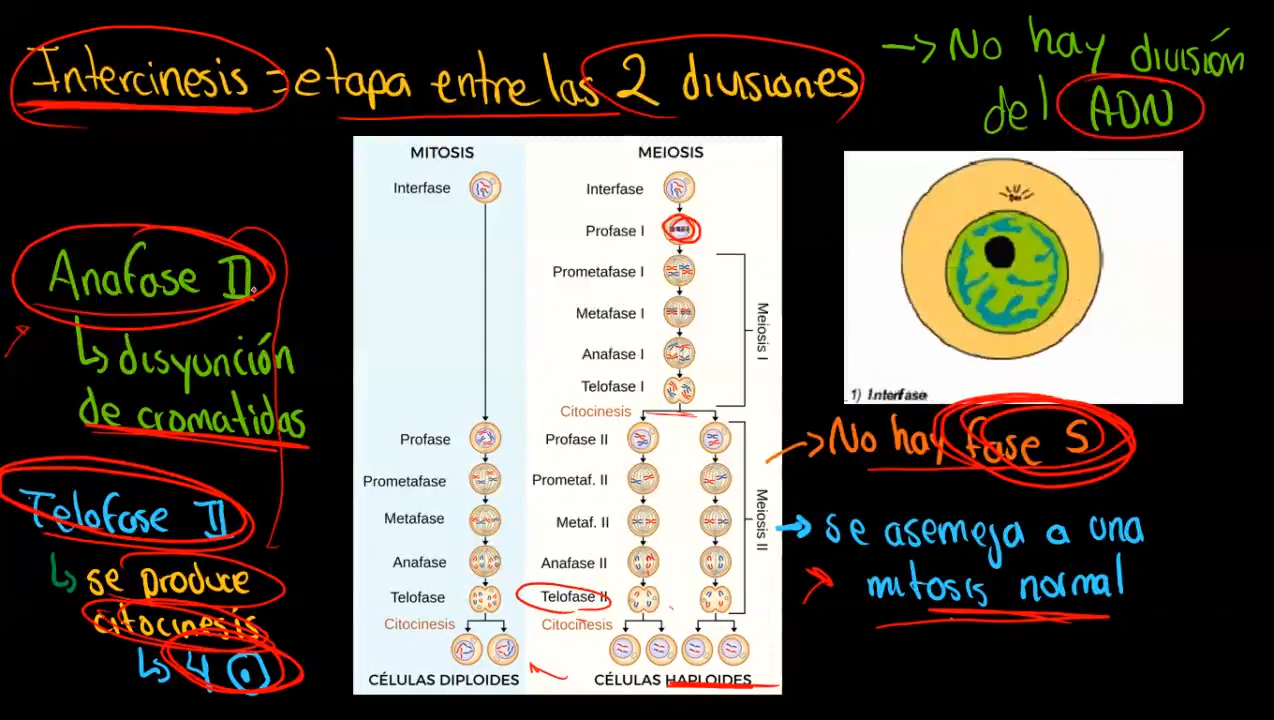 Intercinesis = etapa entre las 2 divisiones
→ No hay división
del ADN
MITOSIS
Interfase
Profase
Prometafase
Metafase
Anafase
Telofase
Citocinesis
CÉLULAS DIPLOIDES
MEIOSIS
Interfase
Profase I
Prometafase I
Metafase I
Anafase I
Telofase I
Citocinesis
Meiosis I
Profase II
Prometaf. II
Metaf. II
Anafase II
Telofase II
Citocinesis
Meiosis II
CÉLULAS HAPLOIDES
1) Interfase
Anafase II
↳ disyunción
de cromatidas
Telofase II
↳ se produce
citocinesis
↳ 4
→ No hay fase S
→ se asemeja a una
mitosis normal